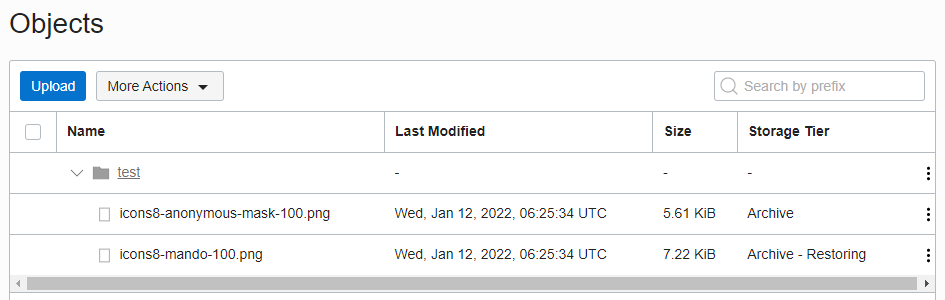 Objects
Upload More Actions Search by prefix
Name Last Modified Size Storage Tier
test - - -
icons8-anonymous-mask-100.png Wed, Jan 12, 2022, 06:25:34 UTC 5.61 KiB Archive
icons8-mando-100.png Wed, Jan 12, 2022, 06:25:34 UTC 7.22 KiB Archive - Restoring